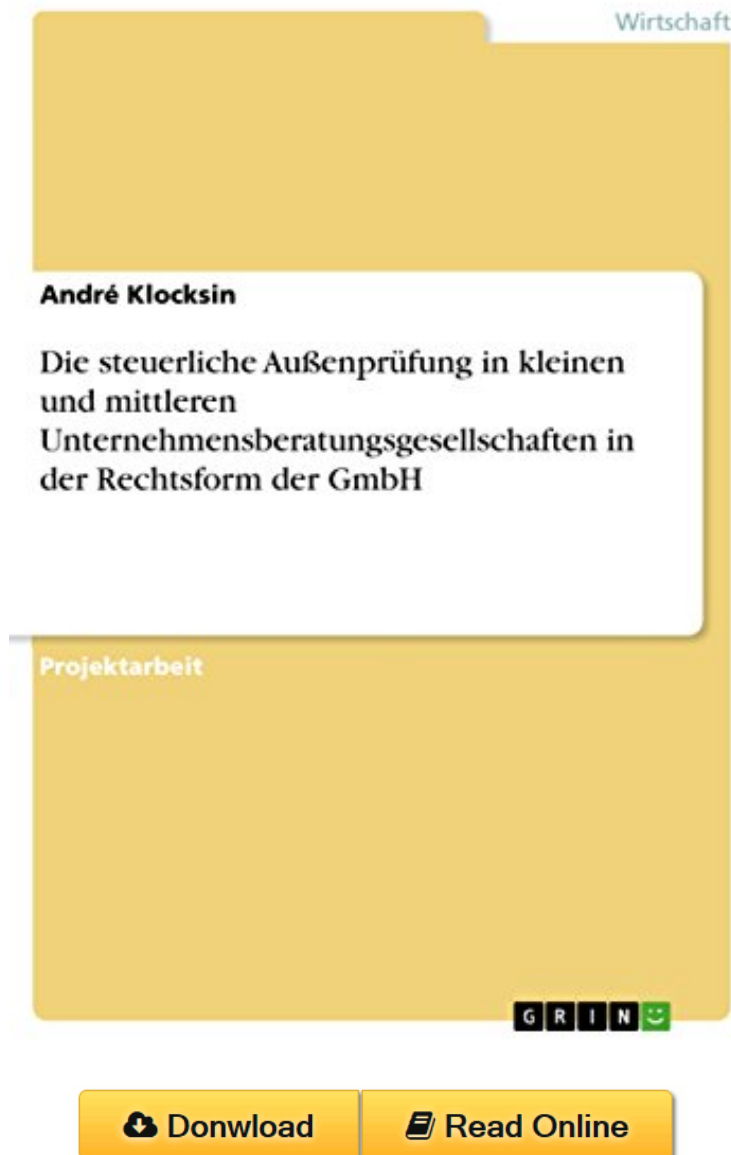 Wirtschaft
André Klocksin
Die steuerliche Außenprüfung in kleinen
und mittleren
Unternehmensberatungsgesellschaften in
der Rechtsform der GmbH
Projektarbeit
GRIN
Donwload Read Online